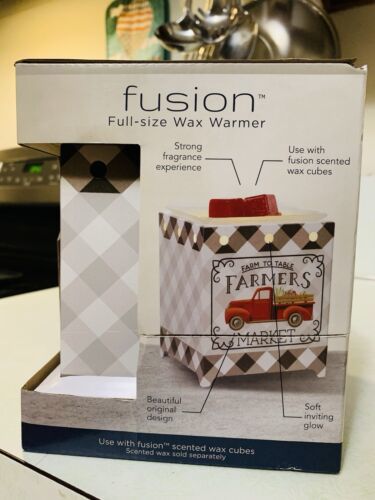 fusion™
Full-size Wax Warmer
Strong
fragrance
experience
Use with
fusion scented
wax cubes
FARM TO TABLE
FARMERS
MARKET
Beautiful
original
design
Soft
inviting
glow
Use with fusion™ scented wax cubes
Scented wax sold separately